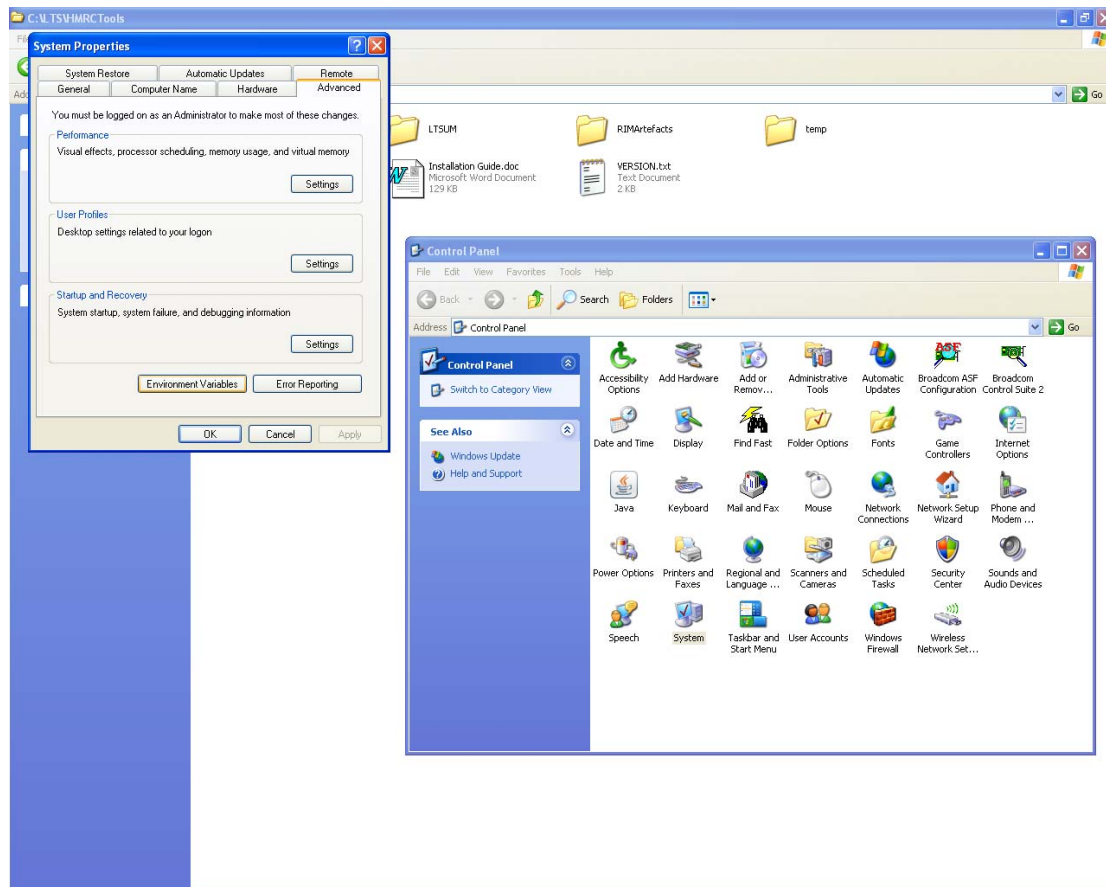 C:\LTS\HMRCTools
System Properties
System Restore Automatic Updates Remote
General Computer Name Hardware Advanced
You must be logged on as an Administrator to make most of these changes.
Performance
Visual effects, processor scheduling, memory usage, and virtual memory
Settings
User Profiles
Desktop settings related to your logon
Settings
Startup and Recovery
System startup, system failure, and debugging information
Settings
Environment Variables Error Reporting
OK Cancel Apply
Go
LTSUM RIMArtefacts temp
Installation Guide.doc VERSION.txt
Microsoft Word Document Text Document
129 KB 2 KB
Control Panel
File Edit View Favorites Tools Help
Back Search Folders
Address Control Panel Go
Control Panel
Switch to Category View
See Also
Windows Update
Help and Support
Accessibility Add Hardware Add or Administrative Automatic Broadcom ASF Broadcom
Options Remov... Tools Updates Configuration Control Suite 2
Date and Time Display Find Fast Folder Options Fonts Game Internet
Controllers Options
Java Keyboard Mail and Fax Mouse Network Network Setup Phone and
Connections Wizard Modem ...
Power Options Printers and Regional and Scanners and Scheduled Security Sounds and
Faxes Language ... Cameras Tasks Center Audio Devices
Speech System Taskbar and User Accounts Windows Wireless
Start Menu Firewall Network Set...